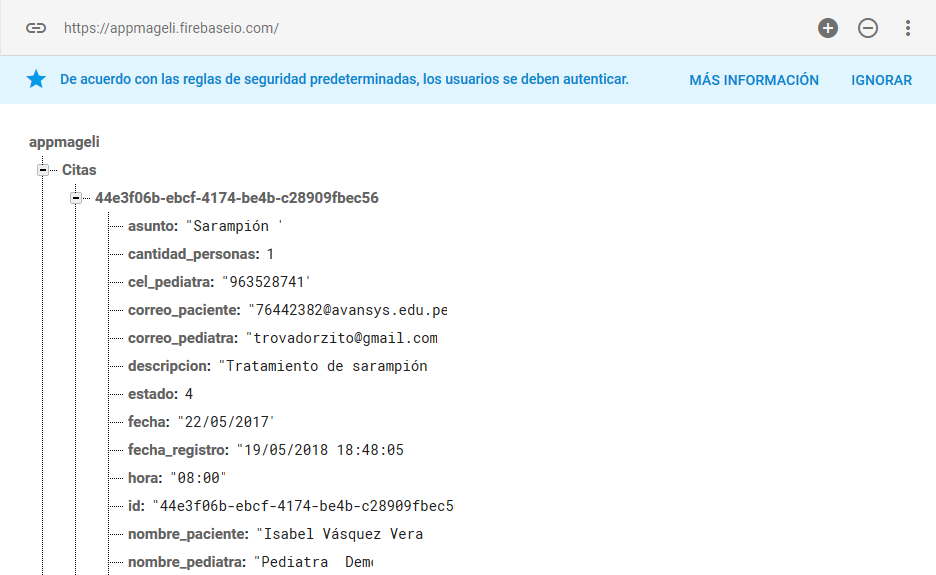 https://appmageli.firebaseio.com/
De acuerdo con las reglas de seguridad predeterminadas, los usuarios se deben autenticar. MÁS INFORMACIÓN IGNORAR
appmageli
Citas
44e3f06b-ebcf-4174-be4b-c28909fbec56
asunto: "Sarampión '
cantidad_personas: 1
cel_pediatra: "963528741'
correo_paciente: "76442382@avansys.edu.pe
correo_pediatra: "trovadorzito@gmail.com
descripcion: "Tratamiento de sarampión
estado: 4
fecha: "22/05/2017'
fecha_registro: "19/05/2018 18:48:05
hora: "08:00"
id: "44e3f06b-ebcf-4174-be4b-c28909fbec5
nombre_paciente: "Isabel Vásquez Vera
nombre_pediatra: "Pediatra Demo